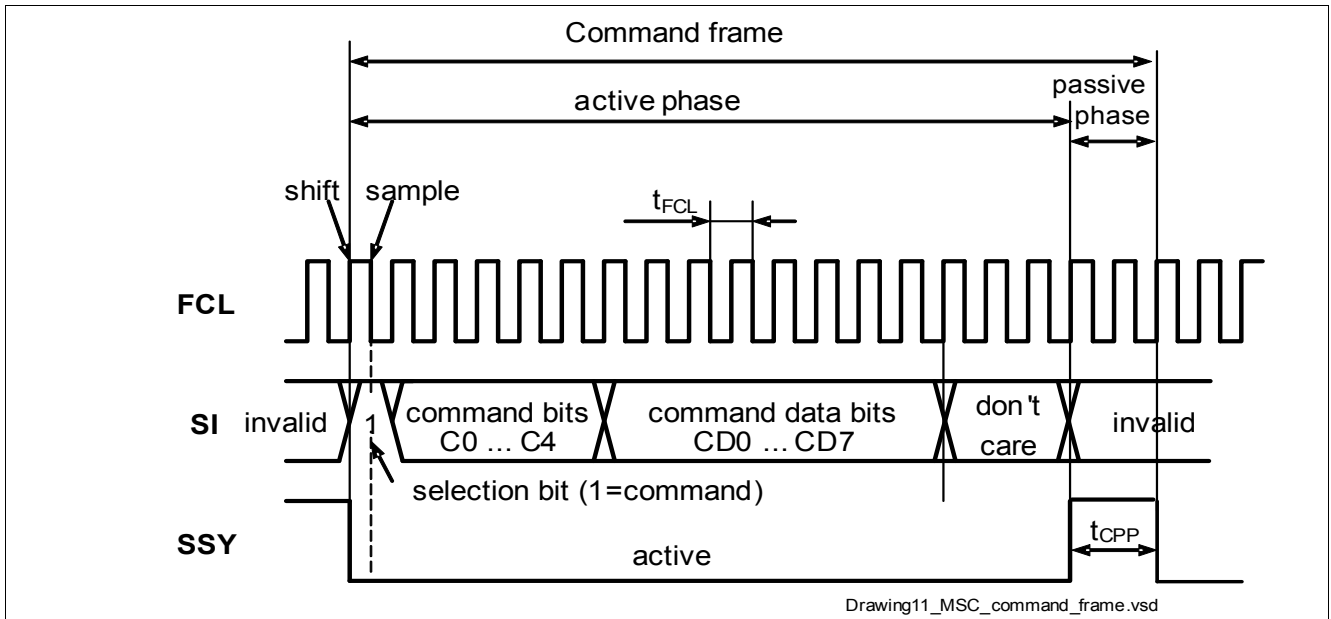 Command frame
active phase
passive
phase
shift
sample
tFCL
FCL
SI
invalid
1
command bits
C0 ... C4
command data bits
CD0 ... CD7
don't
care
invalid
selection bit (1=command)
SSY
active
tCPP
Drawing11_MSC_command_frame.vsd